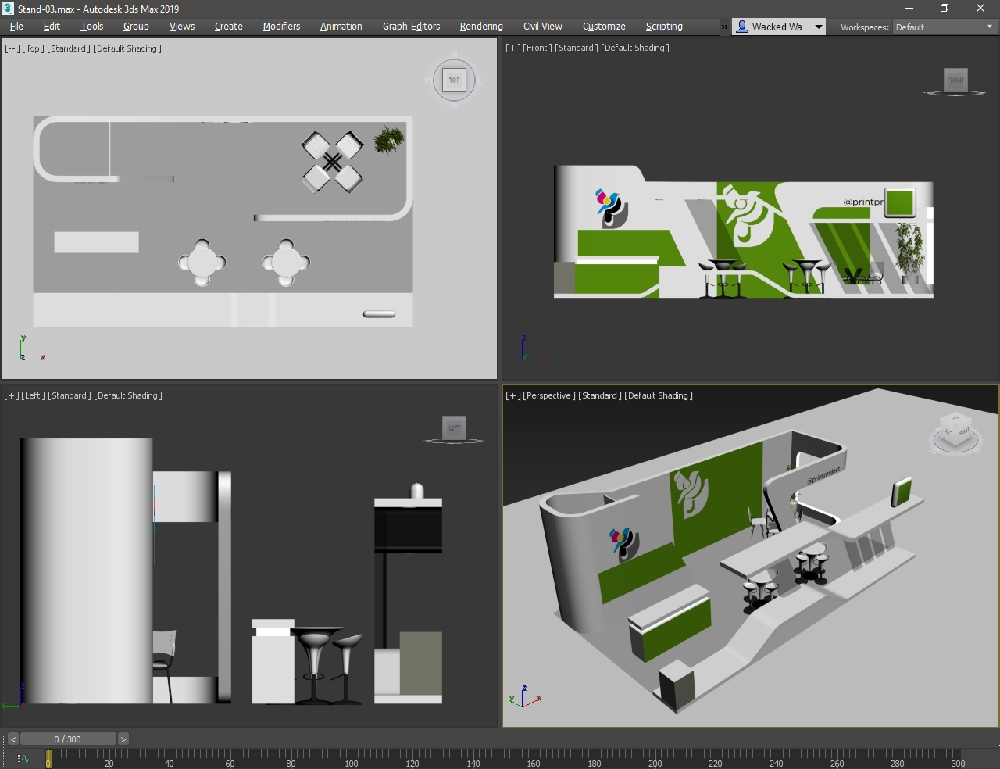 Stand-03.max - Autodesk 3ds Max 2019
File Edit Tools Group Views Create Modifiers Animation Graph Editors Rendering Civil View Customize Scripting » Wacked Wa Workspaces: Default
[--] [Top] [Standard] [Default Shading]
TOP
[+] [Front] [Standard] [Default Shading]
FRONT
@printpr
[+] [Left] [Standard] [Default Shading]
LEFT
[+] [Perspective] [Standard] [Default Shading]
y
z x
z
z
z
y x
< 0 / 300 >
0 20 40 60 80 100 120 140 160 180 200 220 240 260 280 300